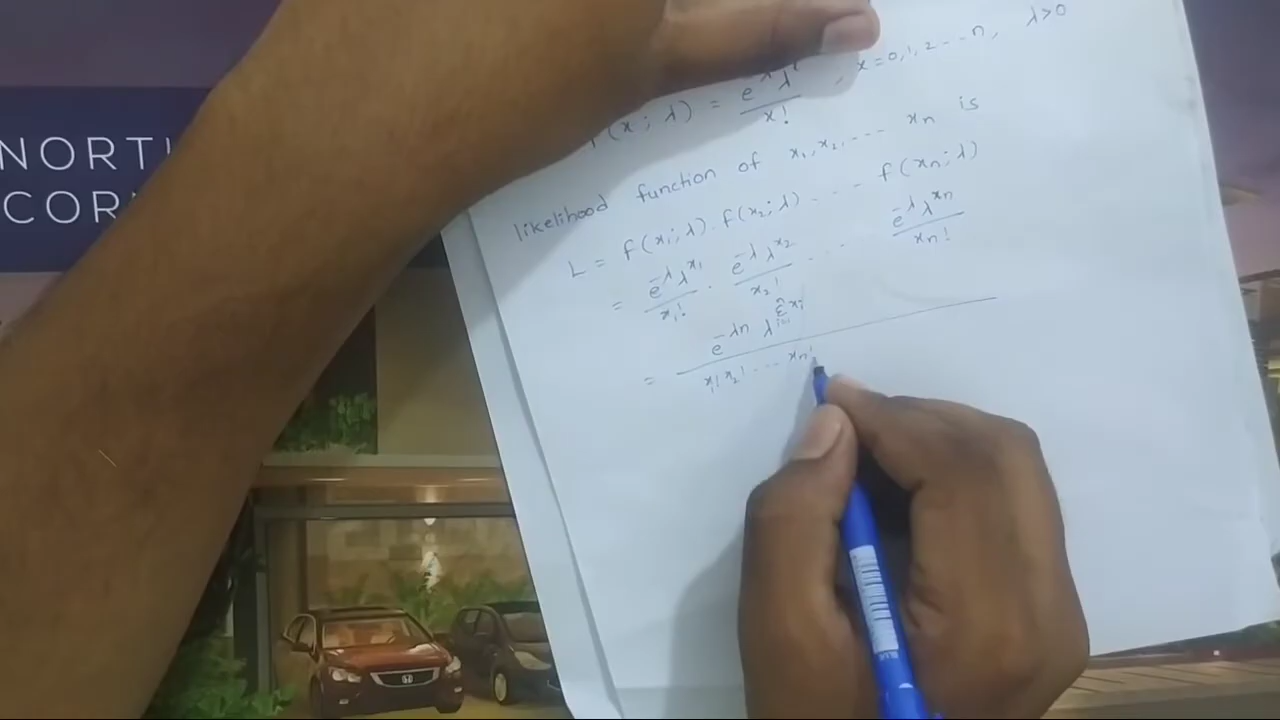 f(x; λ) = e^-λ λ^x / x! , x = 0, 1, 2 - - n, λ > 0
likelihood function of x₁, x₂, - - - xₙ is
L = f(x₁; λ) . f(x₂; λ) - - - - f(xₙ; λ)
= e^-λ λ^x₁ / x₁! . e^-λ λ^x₂ / x₂! - - - e^-λ λ^xₙ / xₙ!
= e^-λn λ^Σ_{i=1}^n xᵢ / x₁! x₂! - - - xₙ!
NORTH
COR